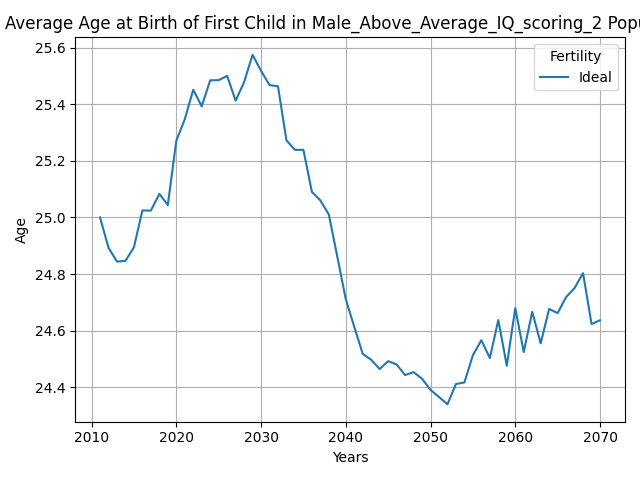 Average Age at Birth of First Child in Male_Above_Average_IQ_scoring_2 Popu
25.6
25.4
25.2
25.0
24.8
24.6
24.4
Age
Fertility
Ideal
2010 2020 2030 2040 2050 2060 2070
Years